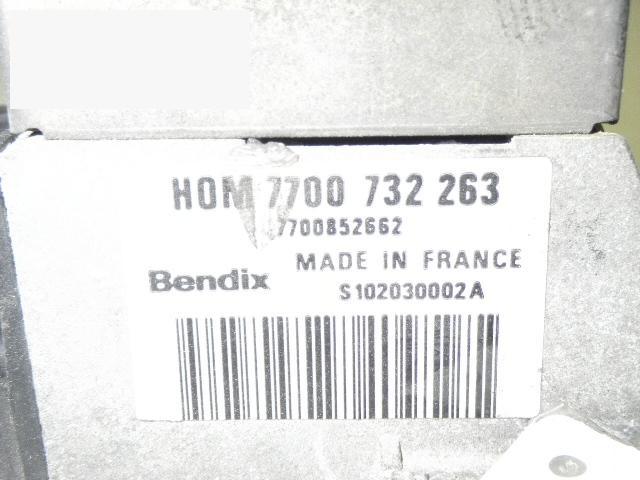 HOM 7700 732 263
7700852662
MADE IN FRANCE
Bendix
S102030002A